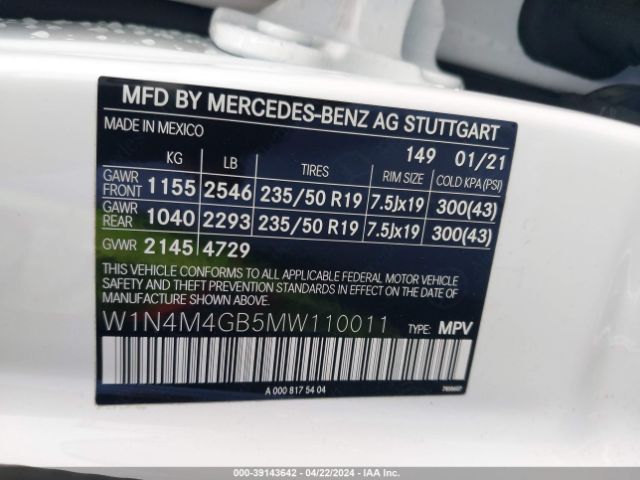 MFD BY MERCEDES-BENZ AG STUTTGART
MADE IN MEXICO 149 01/21
KG LB TIRES RIM SIZE COLD KPA (PSI)
GAWR FRONT 1155 2546 235/50 R19 7.5Jx19 300(43)
GAWR REAR 1040 2293 235/50 R19 7.5Jx19 300(43)
GVWR 2145 4729
THIS VEHICLE CONFORMS TO ALL APPLICABLE FEDERAL MOTOR VEHICLE
SAFETY AND THEFT PREVENTION STANDARDS IN EFFECT ON THE DATE OF
MANUFACTURE SHOWN ABOVE.
W1N4M4GB5MW110011 TYPE: MPV
A 000 817 54 04
000-39143642 - 04/22/2024 - IAAI.com